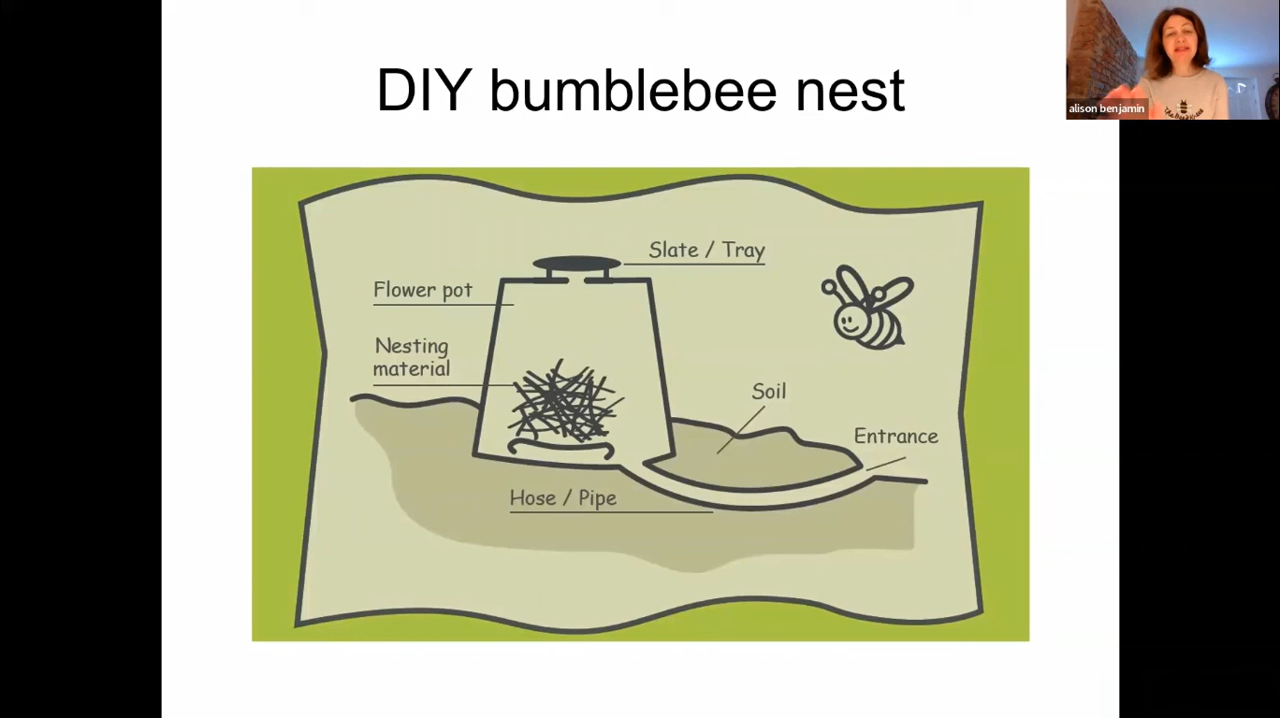 DIY bumblebee nest
alison benjamin
Slate / Tray
Flower pot
Nesting
material
Soil
Entrance
Hose / Pipe